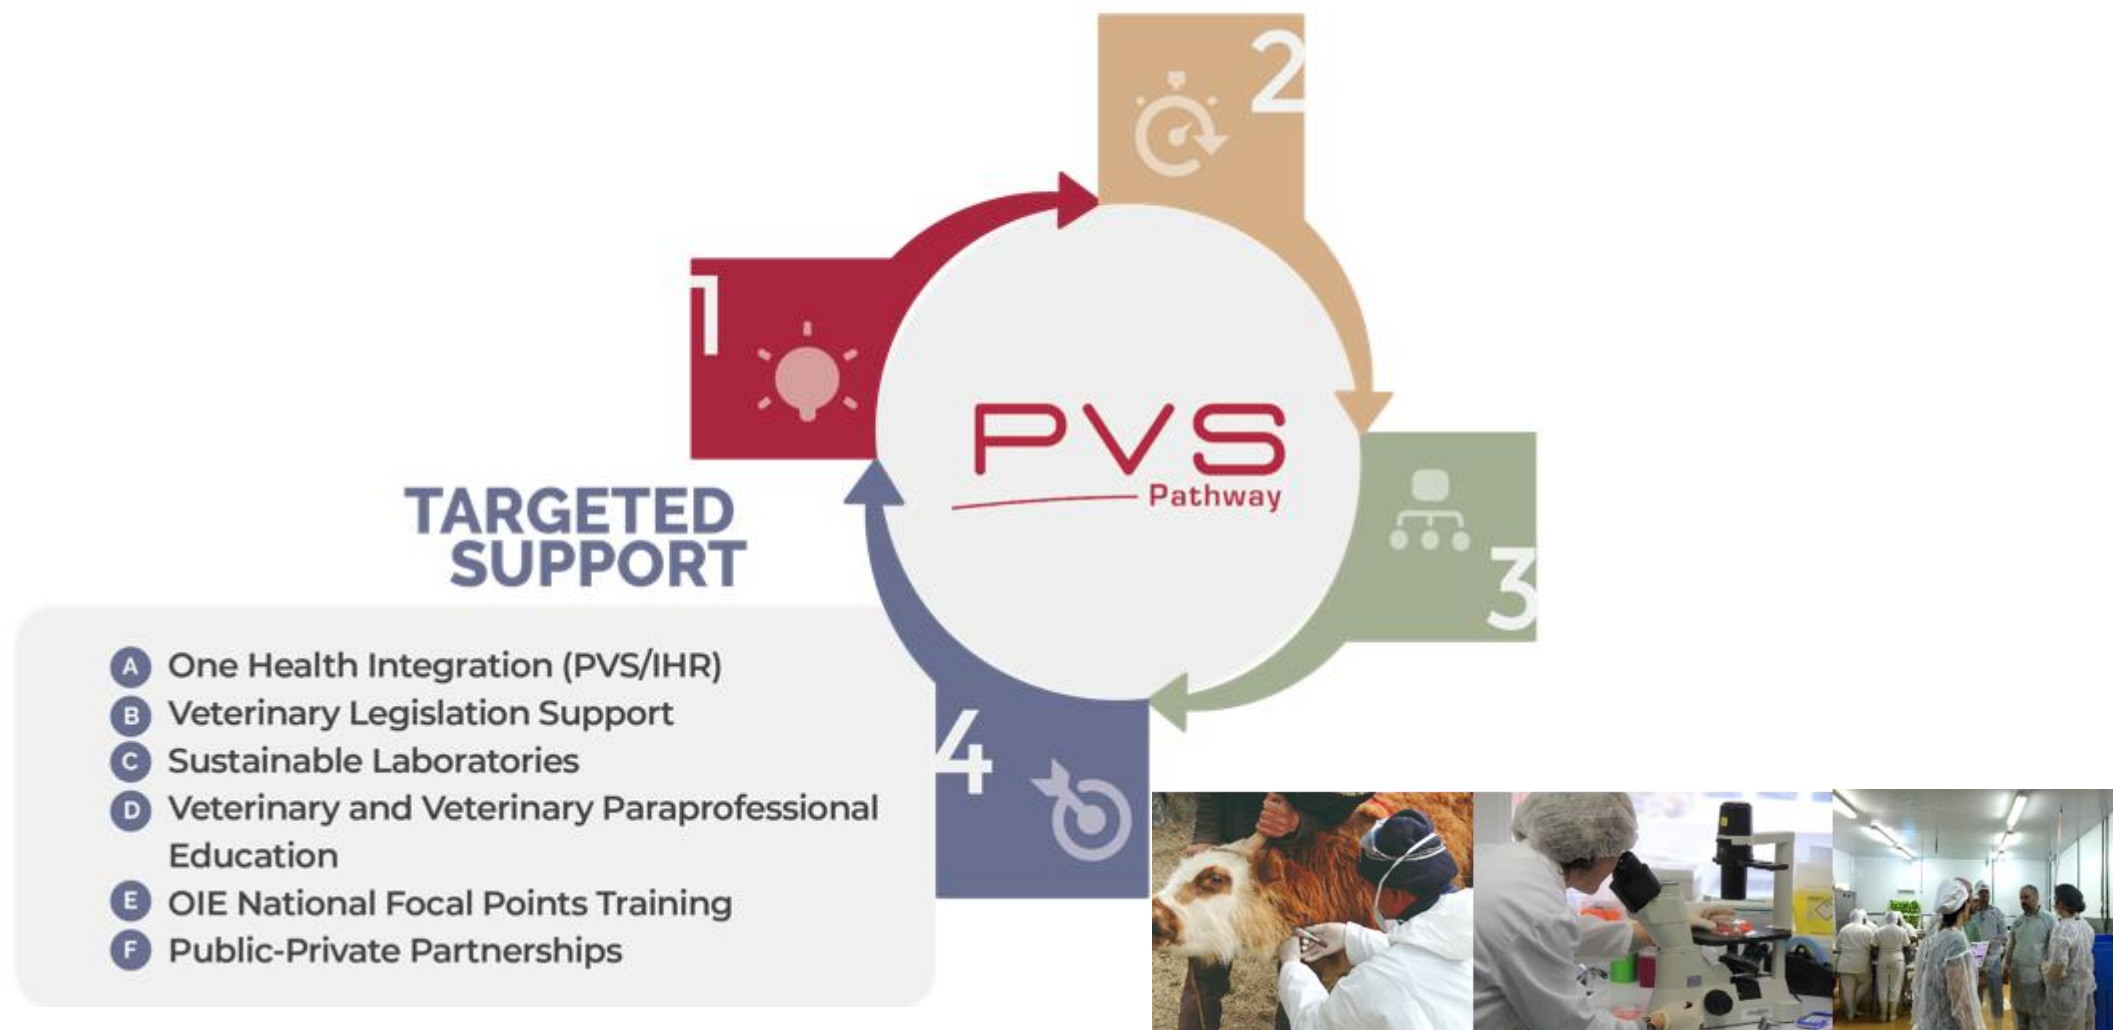 2
1
PVS
Pathway
3
TARGETED
SUPPORT
A One Health Integration (PVS/IHR)
B Veterinary Legislation Support
C Sustainable Laboratories
D Veterinary and Veterinary Paraprofessional
Education
E OIE National Focal Points Training
F Public-Private Partnerships
4